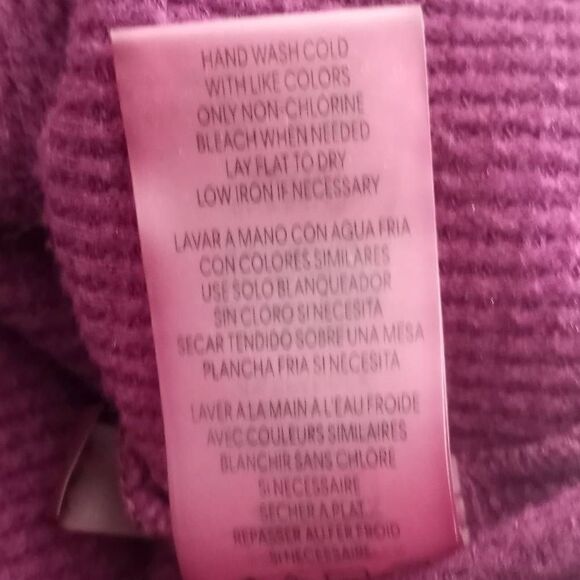 HAND WASH COLD
WITH LIKE COLORS
ONLY NON-CHLORINE
BLEACH WHEN NEEDED
LAY FLAT TO DRY
LOW IRON IF NECESSARY
LAVAR A MANO CON AGUA FRIA
CON COLORES SIMILARES
USE SOLO BLANQUEADOR
SIN CLORO SI NECESITA
SECAR TENDIDO SOBRE UNA MESA
PLANCHA FRIA SI NECESITA
LAVER A LA MAIN A L'EAU FROIDE
AVEC COULEURS SIMILAIRES
BLANCHIR SANS CHLORE
SI NECESSAIRE
SECHER A PLAT
REPASSER AU FER FROID
SI NECESSAIRE